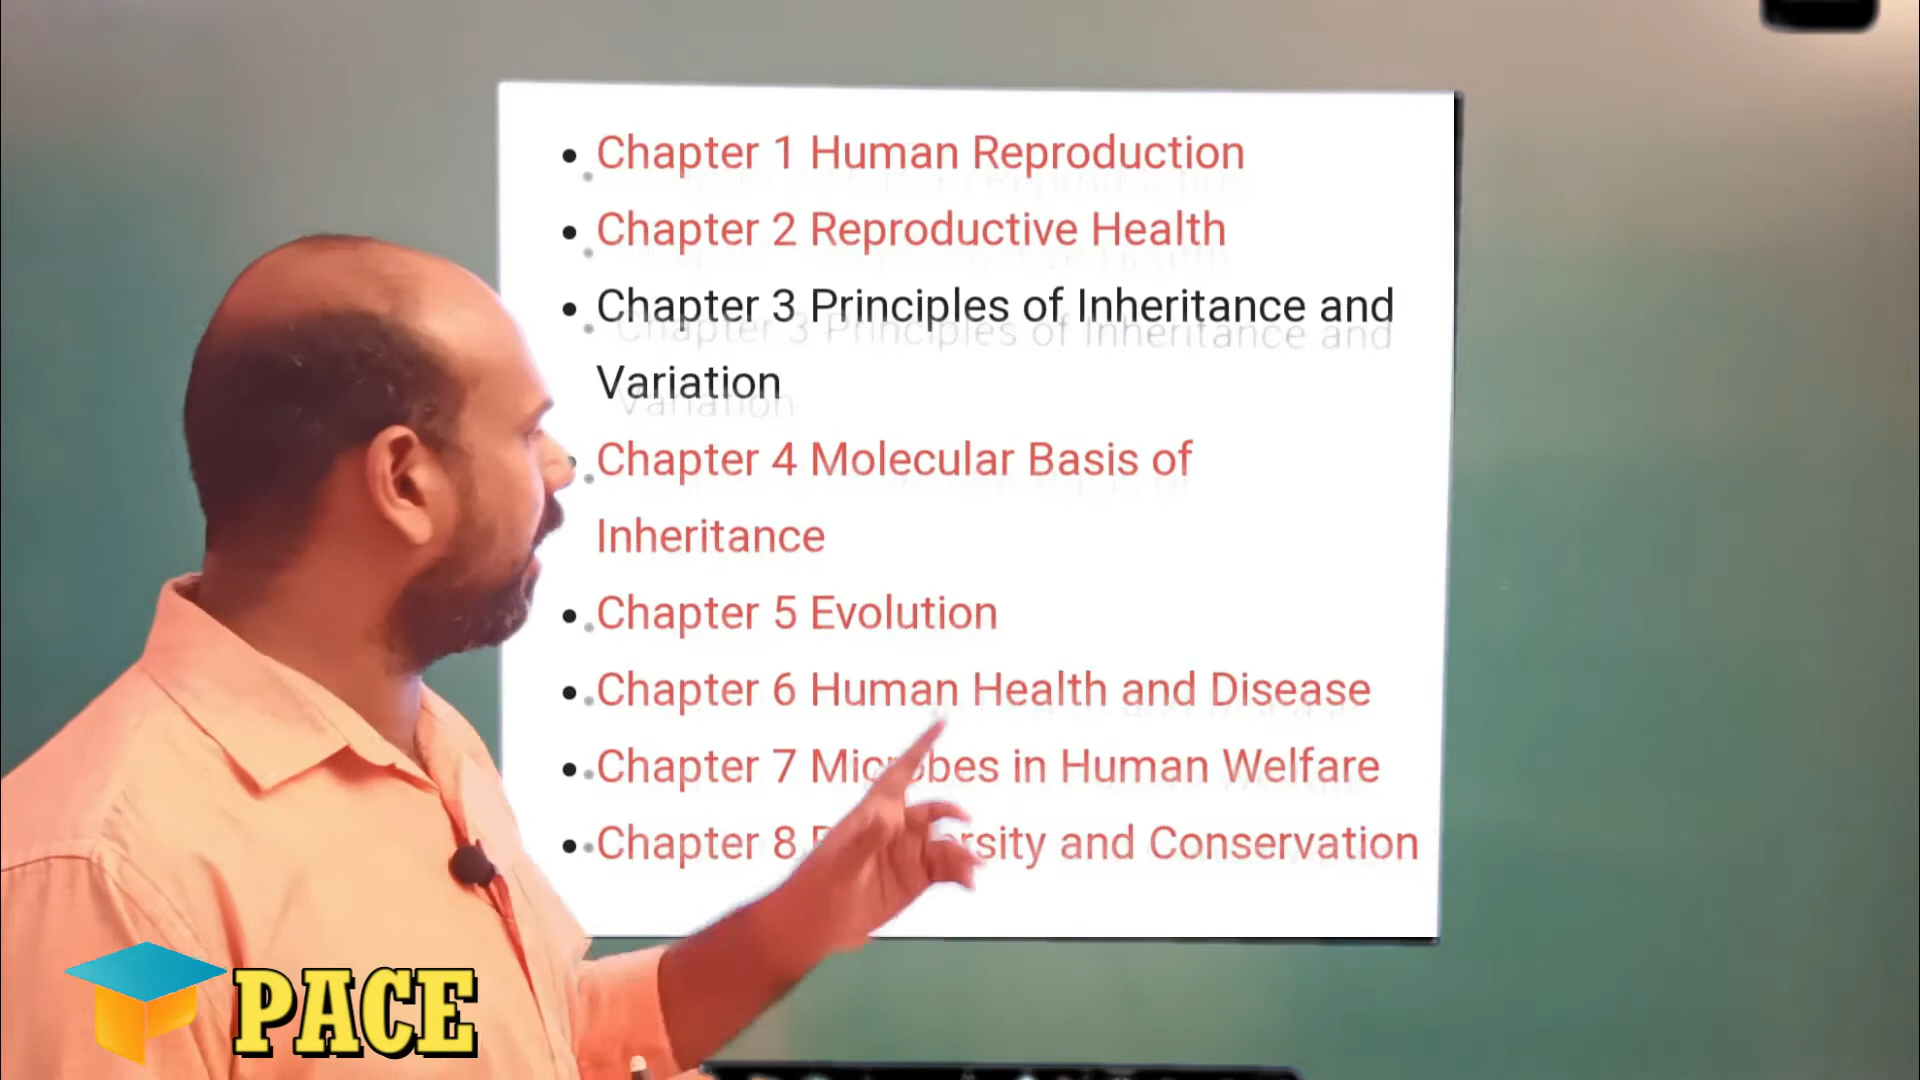 • Chapter 1 Human Reproduction
• Chapter 2 Reproductive Health
• Chapter 3 Principles of Inheritance and
Variation
Chapter 4 Molecular Basis of
Inheritance
• Chapter 5 Evolution
• Chapter 6 Human Health and Disease
• Chapter 7 Microbes in Human Welfare
• Chapter 8 and Conservation
PACE